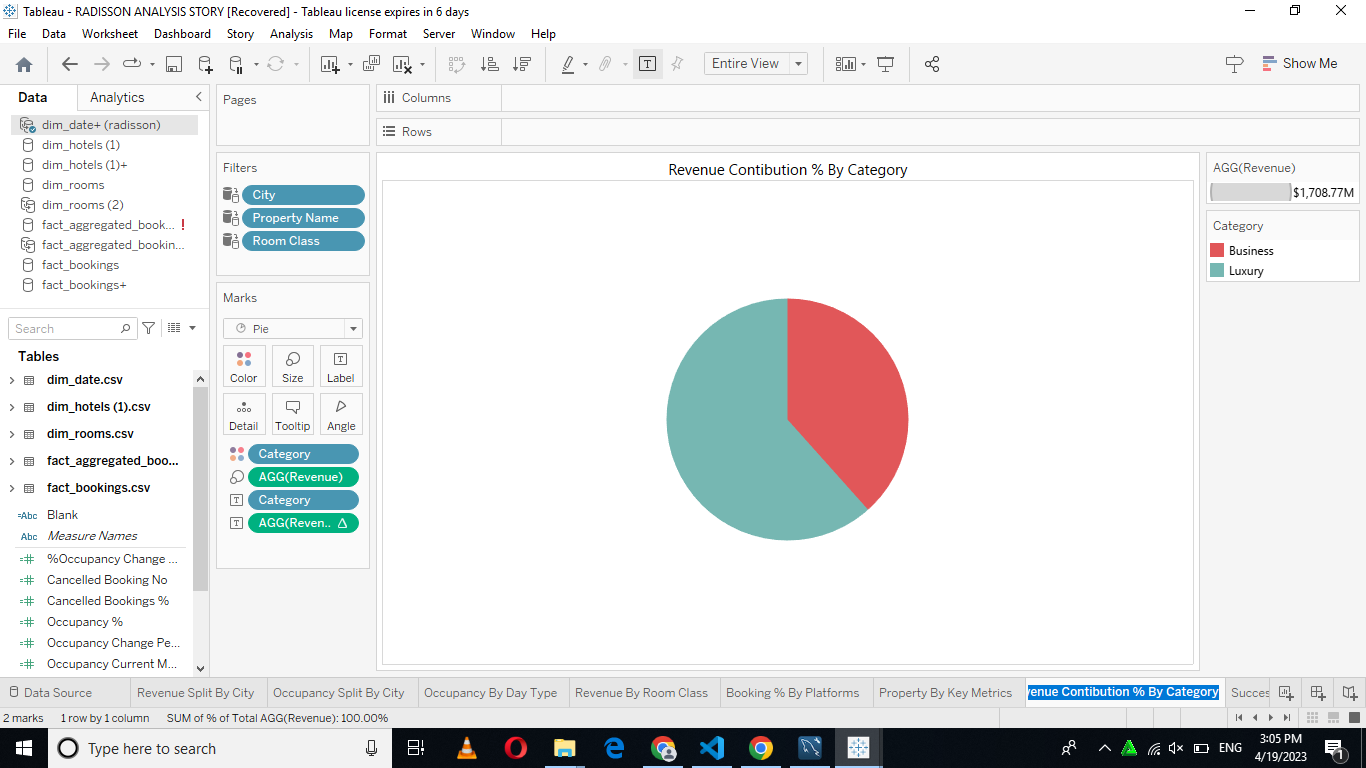 Tableau - RADISSON ANALYSIS STORY [Recovered] - Tableau license expires in 6 days
File Data Worksheet Dashboard Story Analysis Map Format Server Window Help
Entire View
Show Me
Data Analytics
dim_date+ (radisson)
dim_hotels (1)
dim_hotels (1)+
dim_rooms
dim_rooms (2)
fact_aggregated_book... !
fact_aggregated_bookin...
fact_bookings
fact_bookings+
Search
Tables
dim_date.csv
dim_hotels (1).csv
dim_rooms.csv
fact_aggregated_boo...
fact_bookings.csv
Abc Blank
Abc Measure Names
%Occupancy Change ...
Cancelled Booking No
Cancelled Bookings %
Occupancy %
Occupancy Change Pe...
Occupancy Current M...
Pages
Filters
City
Property Name
Room Class
Marks
Pie
Color Size Label
Detail Tooltip Angle
Category
AGG(Revenue)
Category
AGG(Reven..
Columns
Rows
Revenue Contibution % By Category
AGG(Revenue)
$1,708.77M
Category
Business
Luxury
Data Source Revenue Split By City Occupancy Split By City Occupancy By Day Type Revenue By Room Class Booking % By Platforms Property By Key Metrics venue Contibution % By Category Succes
2 marks 1 row by 1 column SUM of % of Total AGG(Revenue): 100.00%
Type here to search
ENG
3:05 PM
4/19/2023
1